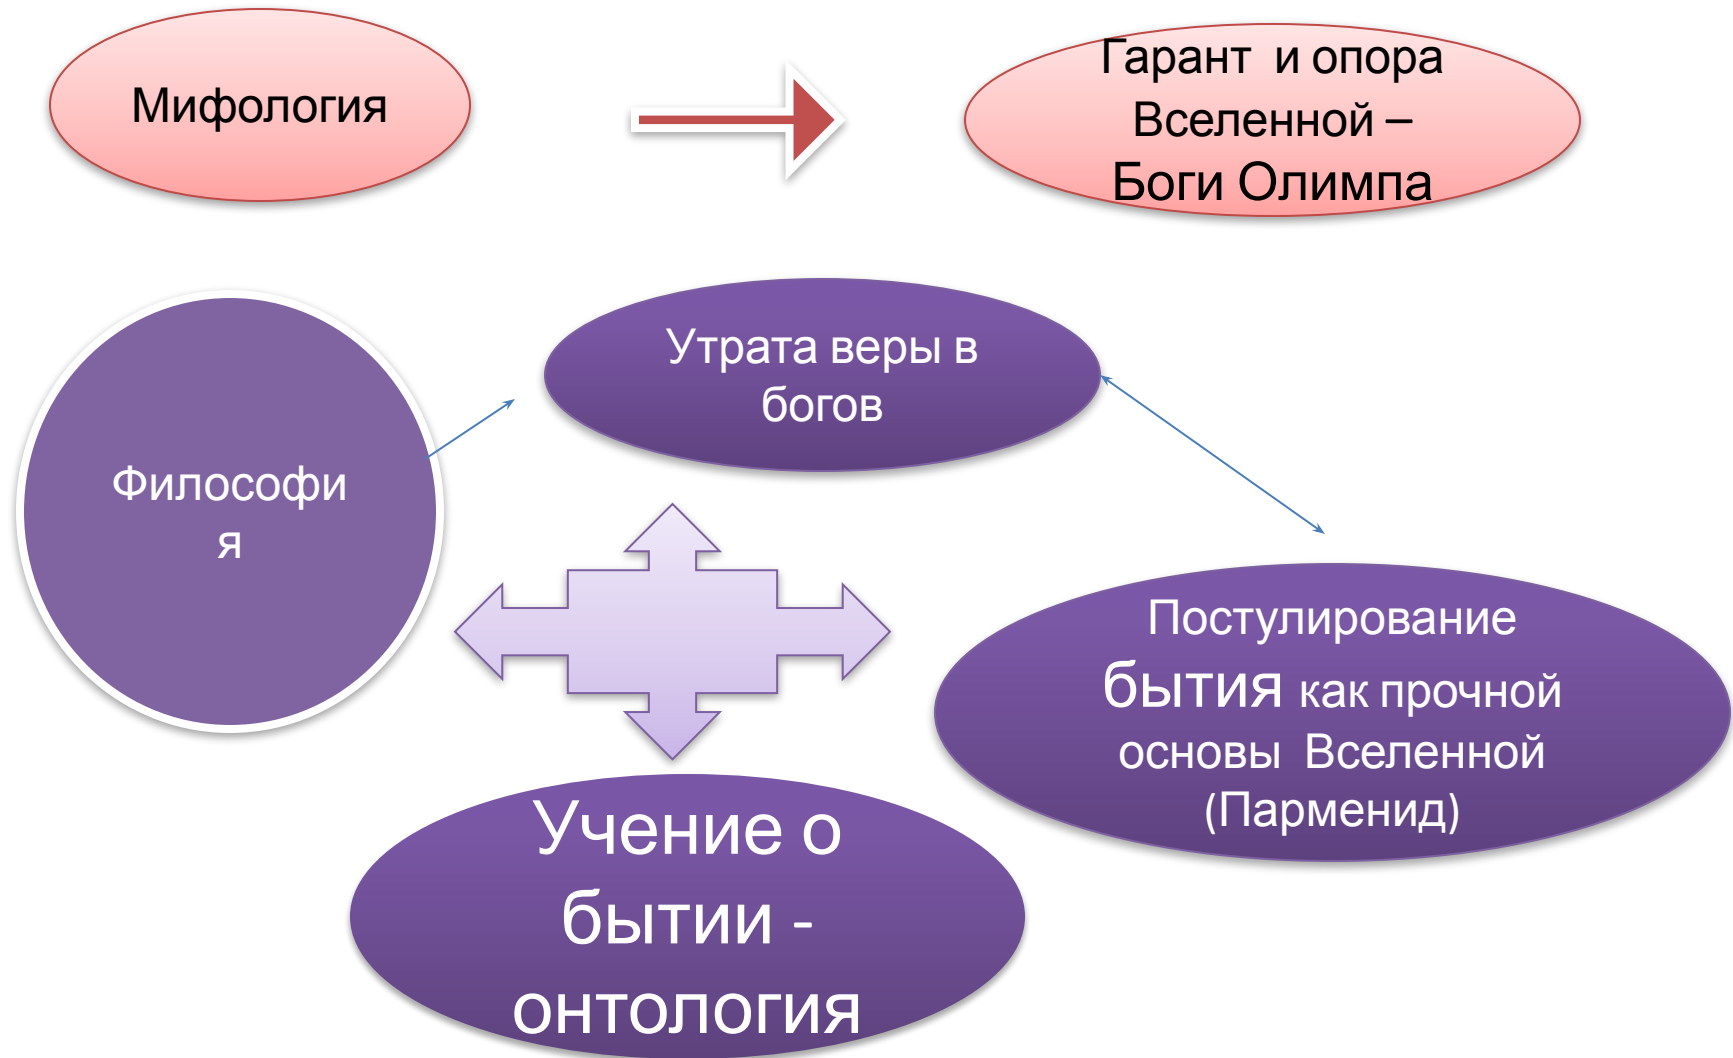 Мифология
Гарант и опора
Вселенной –
Боги Олимпа
Утрата веры в
богов
Философи
я
Постулирование
бытия как прочной
основы Вселенной
(Парменид)
Учение о
бытии -
онтология